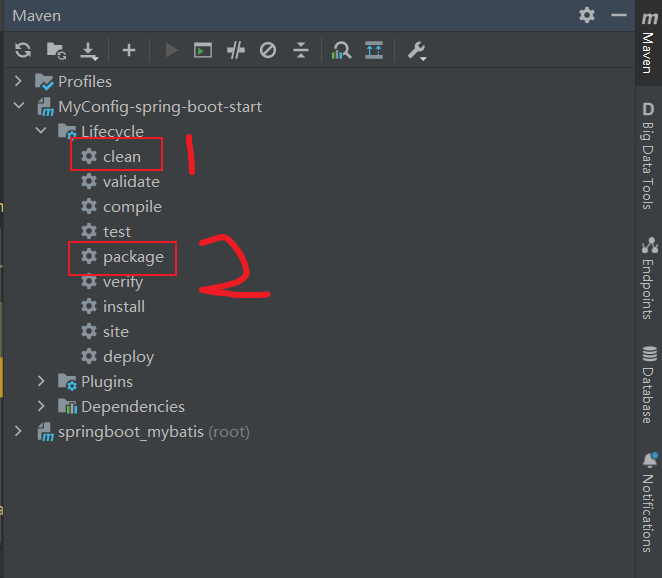 Maven
Profiles
MyConfig-spring-boot-start
Lifecycle
clean
1
validate
compile
test
package
2
verify
install
site
deploy
Plugins
Dependencies
springboot_mybatis (root)
m
Maven
D
Big Data Tools
Endpoints
Database
Notifications